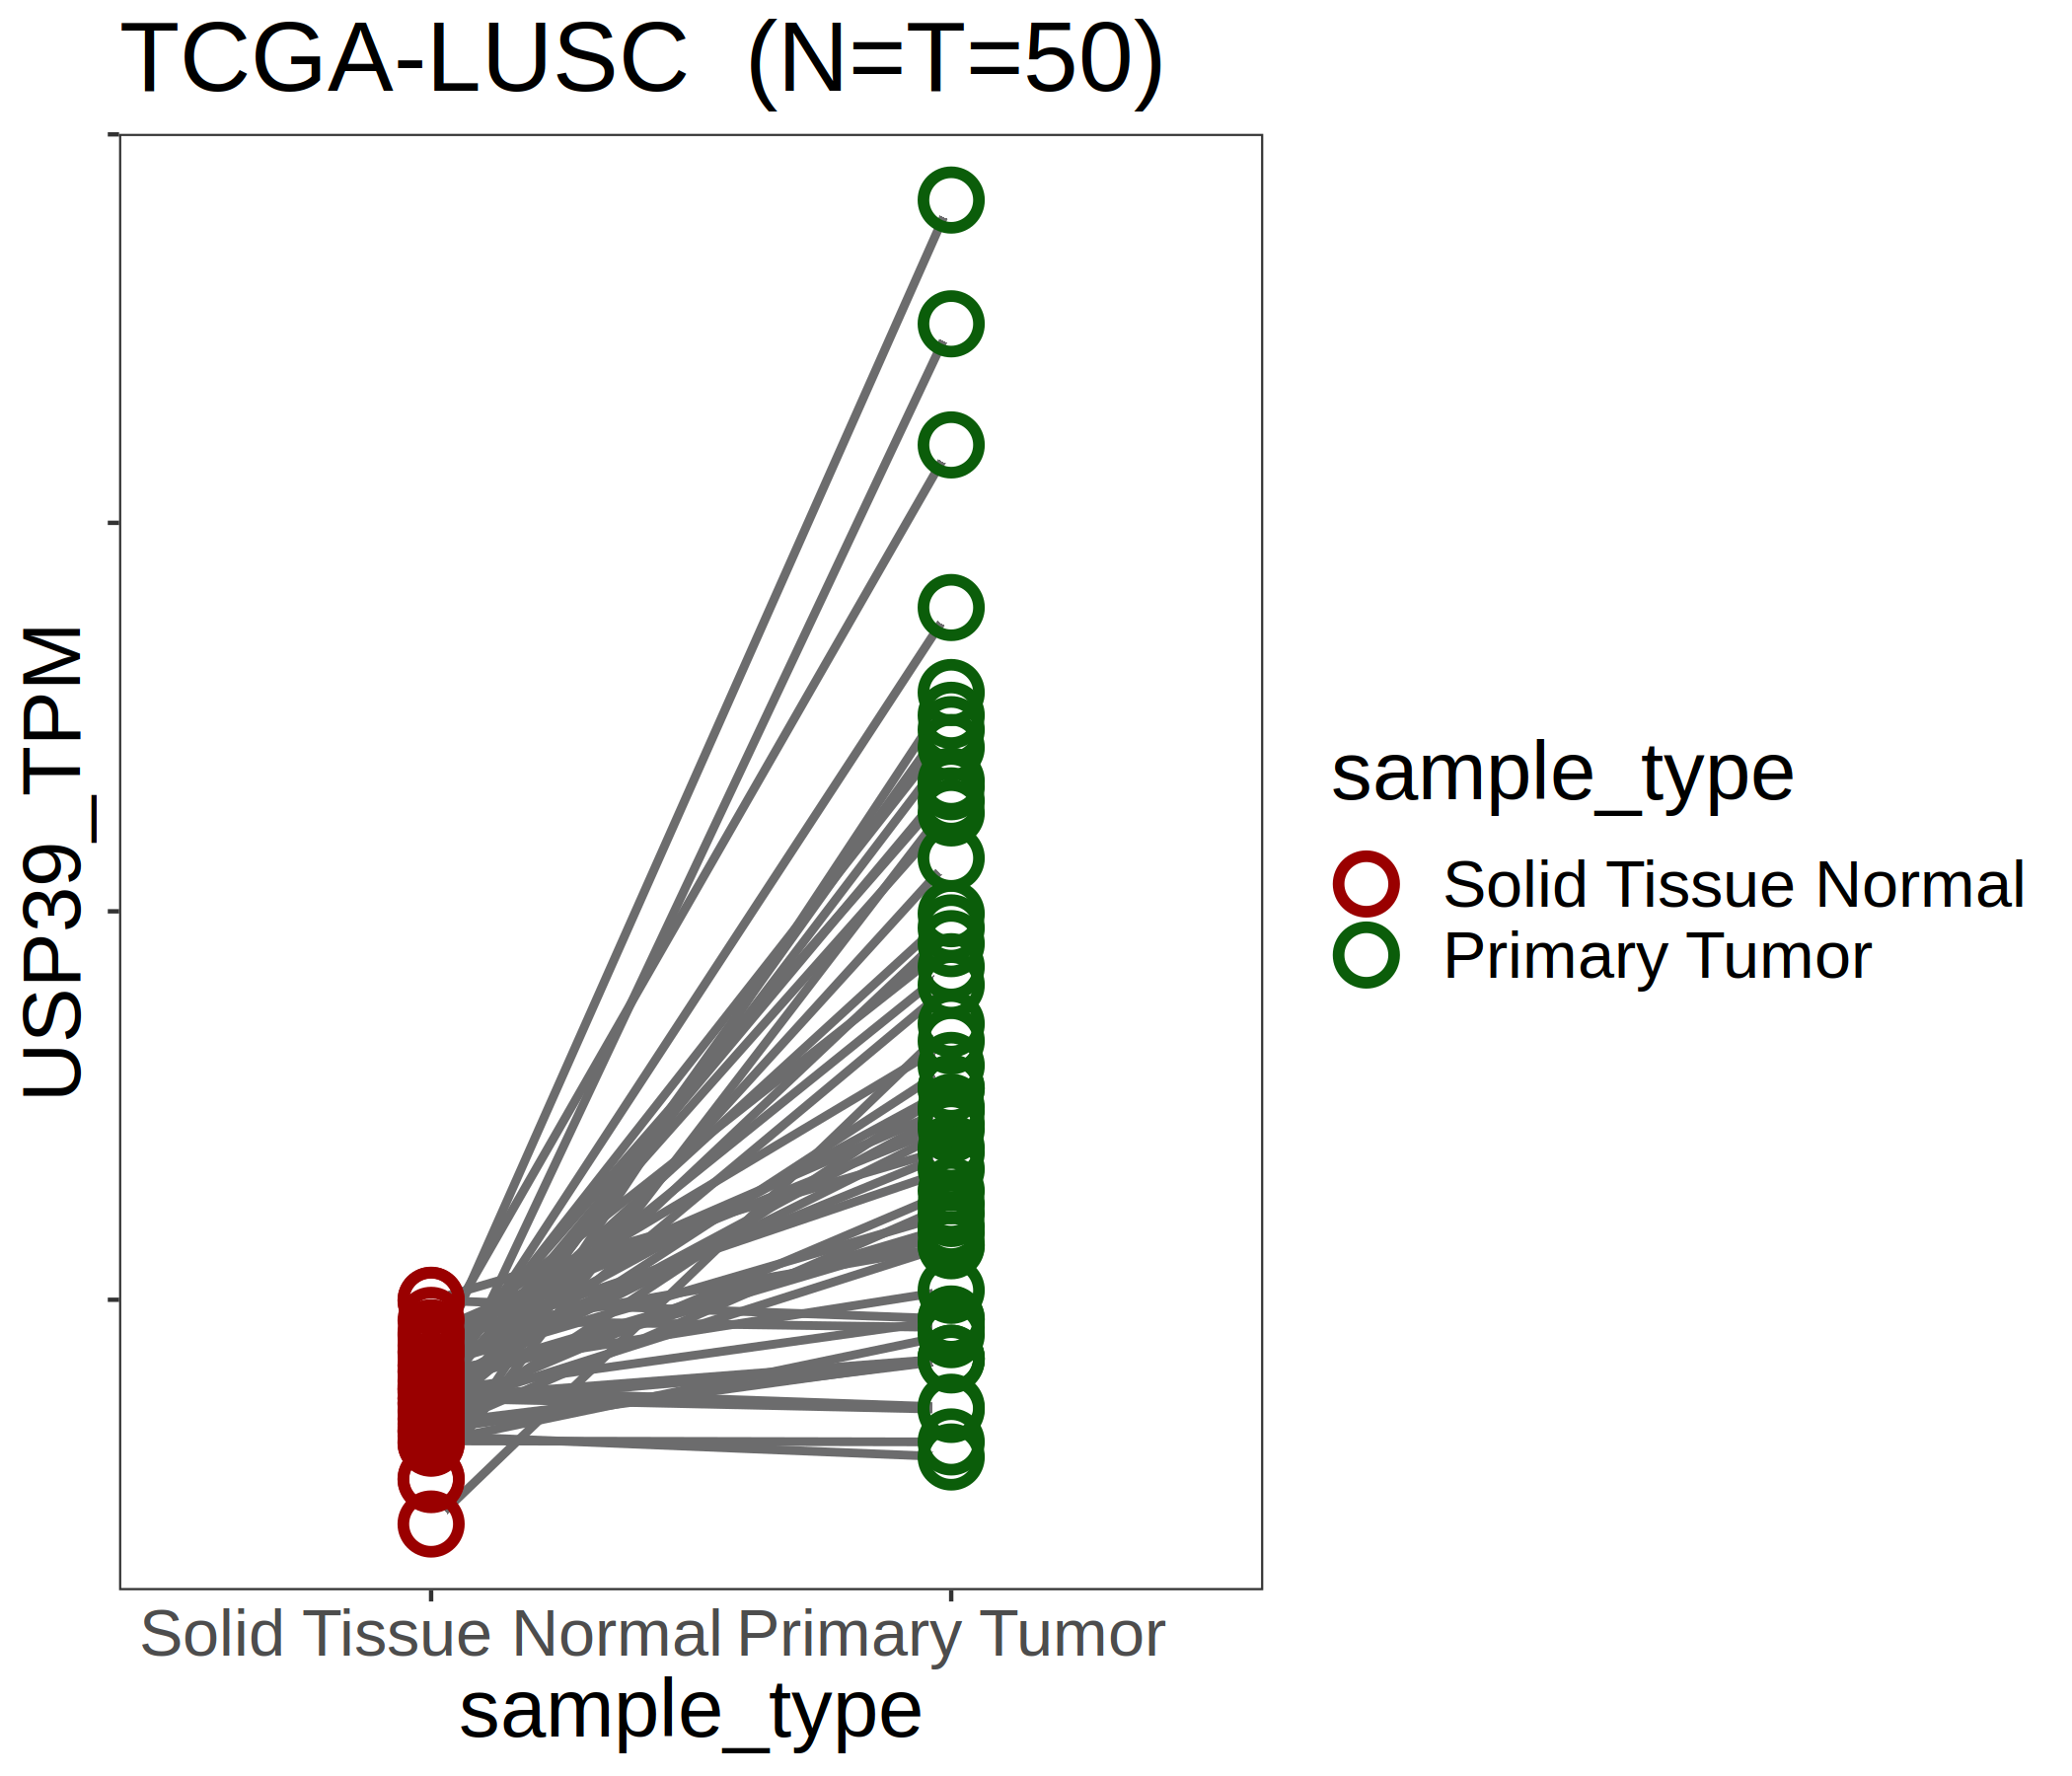 TCGA-LUSC  (N=T=50)
USP39_TPM
sample_type
Solid Tissue Normal
Primary Tumor
Solid Tissue Normal Primary Tumor
sample_type